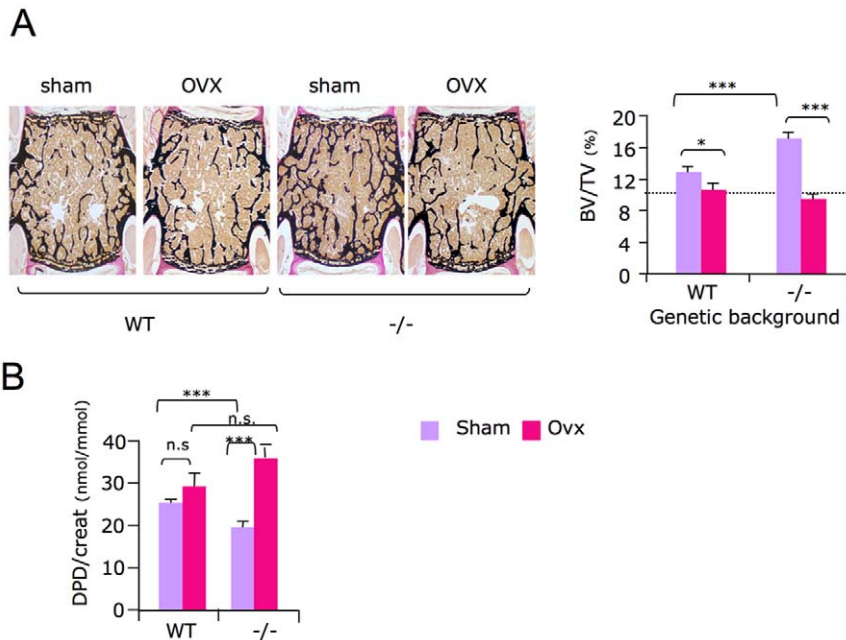 A
sham OVX sham OVX
WT -/-
BV/TV (%)
20
16
12
8
4
0
***
*
***
WT -/-
Genetic background
B
DPD/creat (nmol/mmol)
40
30
20
10
0
***
n.s.
n.s
***
WT -/-
Sham Ovx